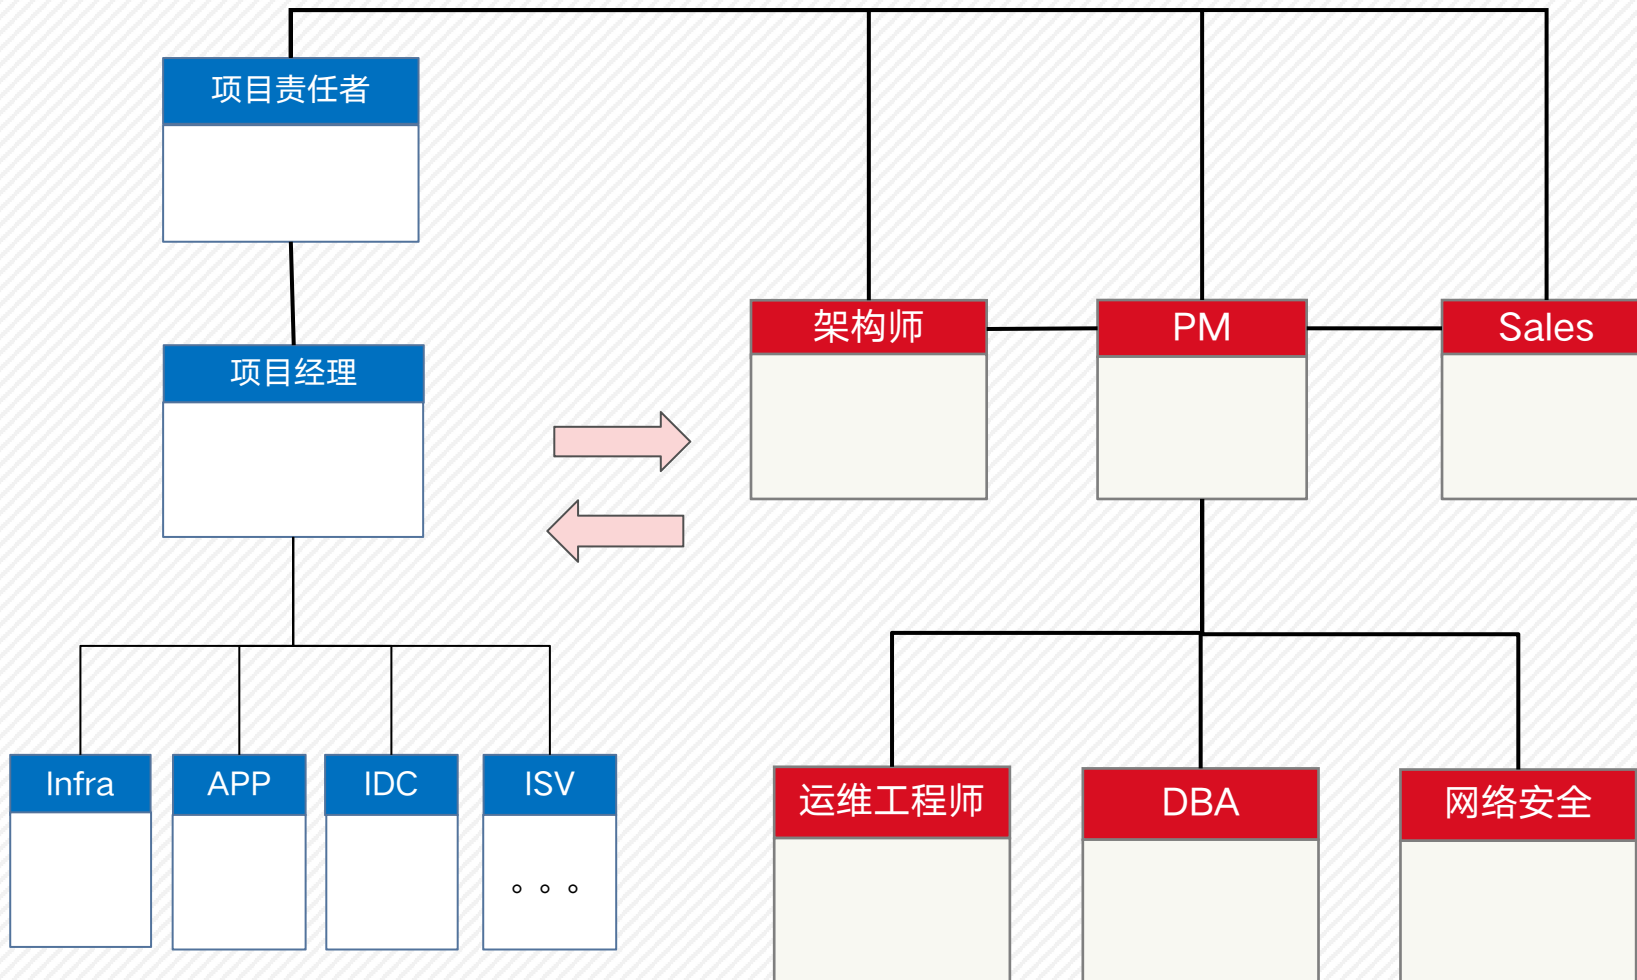 项目责任者
项目经理
架构师
PM
Sales
Infra
APP
IDC
ISV
。。。
运维工程师
DBA
网络安全